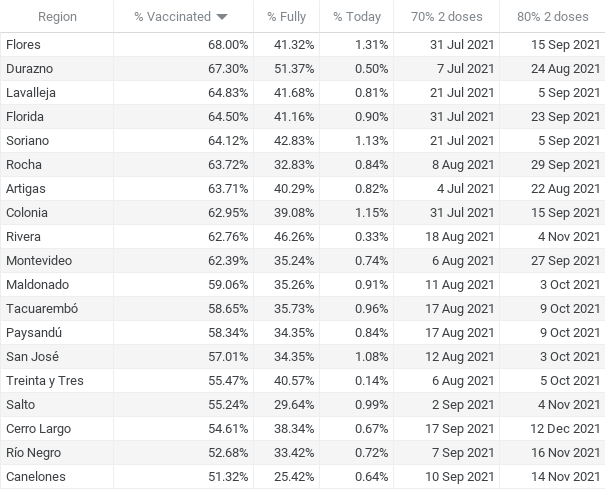 Region % Vaccinated % Fully % Today 70% 2 doses 80% 2 doses
Flores 68.00% 41.32% 1.31% 31 Jul 2021 15 Sep 2021
Durazno 67.30% 51.37% 0.50% 7 Jul 2021 24 Aug 2021
Lavalleja 64.83% 41.68% 0.81% 21 Jul 2021 5 Sep 2021
Florida 64.50% 41.16% 0.90% 31 Jul 2021 23 Sep 2021
Soriano 64.12% 42.83% 1.13% 21 Jul 2021 5 Sep 2021
Rocha 63.72% 32.83% 0.84% 8 Aug 2021 29 Sep 2021
Artigas 63.71% 40.29% 0.82% 4 Jul 2021 22 Aug 2021
Colonia 62.95% 39.08% 1.15% 31 Jul 2021 15 Sep 2021
Rivera 62.76% 46.26% 0.33% 18 Aug 2021 4 Nov 2021
Montevideo 62.39% 35.24% 0.74% 6 Aug 2021 27 Sep 2021
Maldonado 59.06% 35.26% 0.91% 11 Aug 2021 3 Oct 2021
Tacuarembó 58.65% 35.73% 0.96% 17 Aug 2021 9 Oct 2021
Paysandú 58.34% 34.35% 0.84% 17 Aug 2021 9 Oct 2021
San José 57.01% 34.35% 1.08% 12 Aug 2021 3 Oct 2021
Treinta y Tres 55.47% 40.57% 0.14% 6 Aug 2021 5 Oct 2021
Salto 55.24% 29.64% 0.99% 2 Sep 2021 4 Nov 2021
Cerro Largo 54.61% 38.34% 0.67% 17 Sep 2021 12 Dec 2021
Río Negro 52.68% 33.42% 0.72% 7 Sep 2021 16 Nov 2021
Canelones 51.32% 25.42% 0.64% 10 Sep 2021 14 Nov 2021